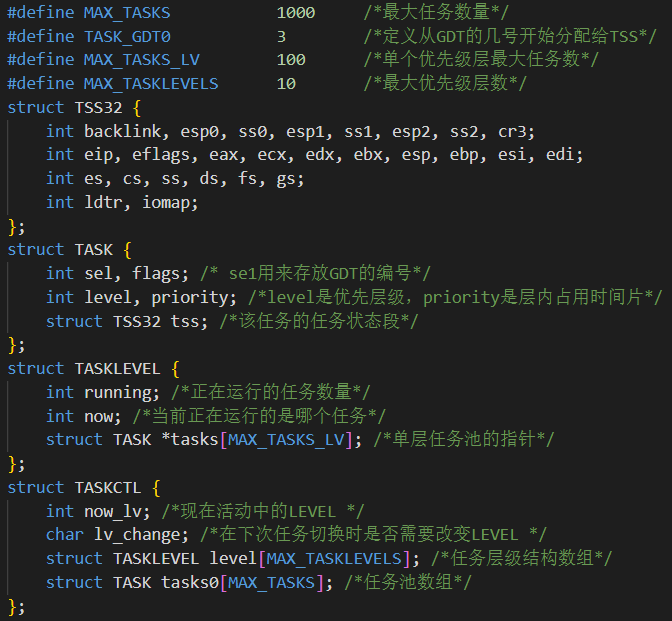 #define MAX_TASKS 1000 /*最大任务数量*/
#define TASK_GDT0 3 /*定义从GDT的几号开始分配给TSS*/
#define MAX_TASKS_LV 100 /*单个优先级层最大任务数*/
#define MAX_TASKLEVELS 10 /*最大优先级层数*/
struct TSS32 {
int backlink, esp0, ss0, esp1, ss1, esp2, ss2, cr3;
int eip, eflags, eax, ecx, edx, ebx, esp, ebp, esi, edi;
int es, cs, ss, ds, fs, gs;
int ldtr, iomap;
};
struct TASK {
int sel, flags; /* se1用来存放GDT的编号*/
int level, priority; /*level是优先层级，priority是层内占用时间片*/
struct TSS32 tss; /*该任务的任务状态段*/
};
struct TASKLEVEL {
int running; /*正在运行的任务数量*/
int now; /*当前正在运行的是哪个任务*/
struct TASK *tasks[MAX_TASKS_LV]; /*单层任务池的指针*/
};
struct TASKCTL {
int now_lv; /*现在活动中的LEVEL */
char lv_change; /*在下次任务切换时是否需要改变LEVEL */
struct TASKLEVEL level[MAX_TASKLEVELS]; /*任务层级结构数组*/
struct TASK tasks0[MAX_TASKS]; /*任务池数组*/
};